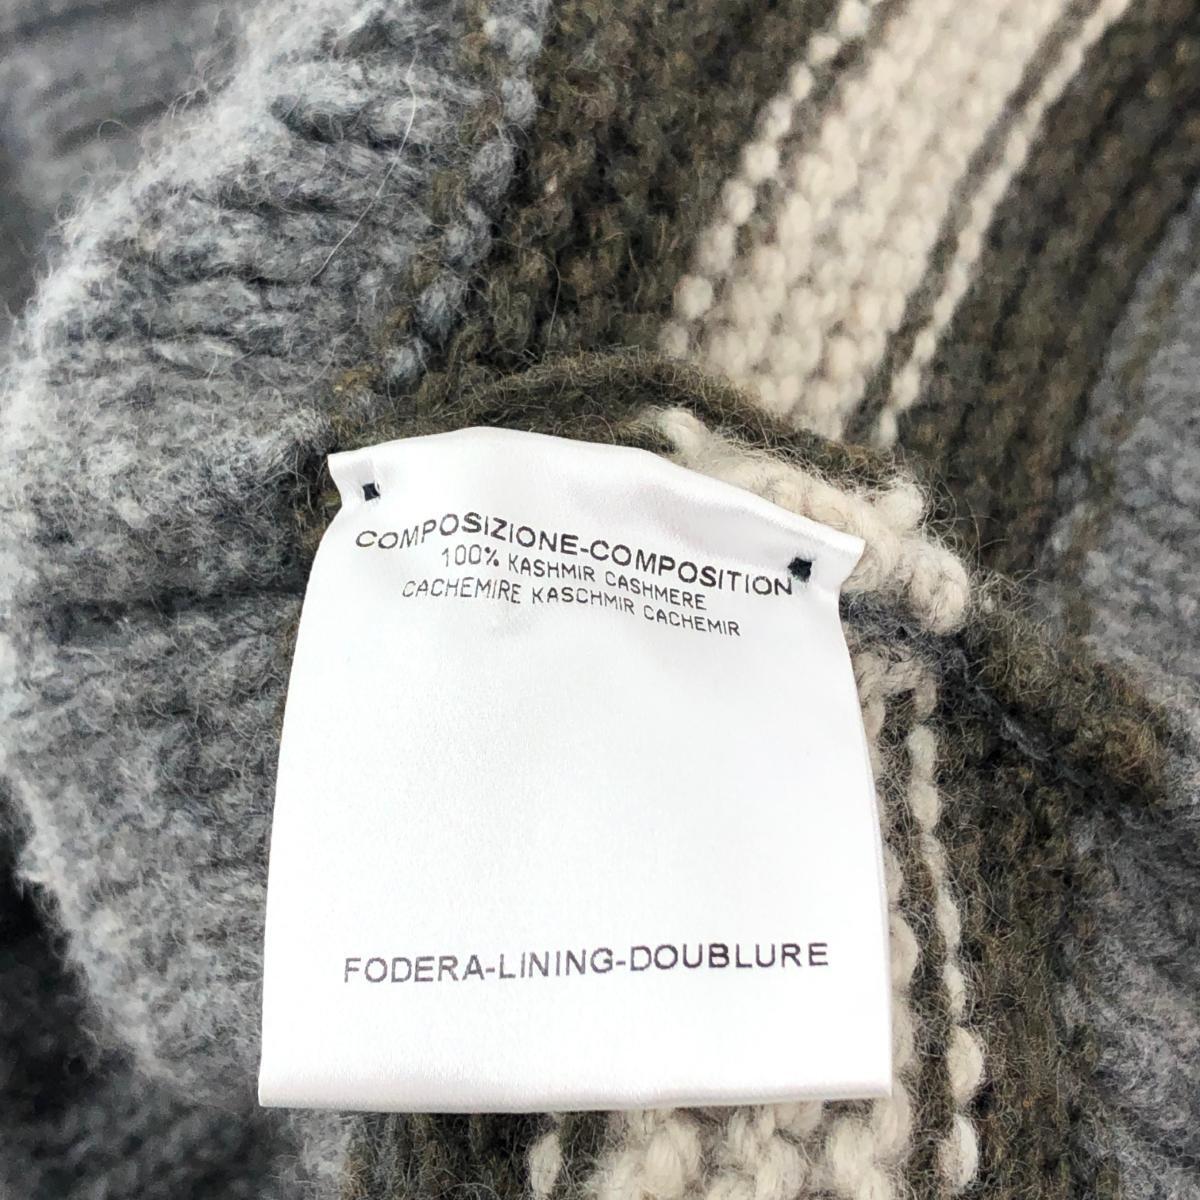 COMPOSIZIONE-COMPOSITION
100% KASHMIR CASHMERE
CACHEMIRE KASCHMIR CACHEMIR
FODERA-LINING-DOUBLURE